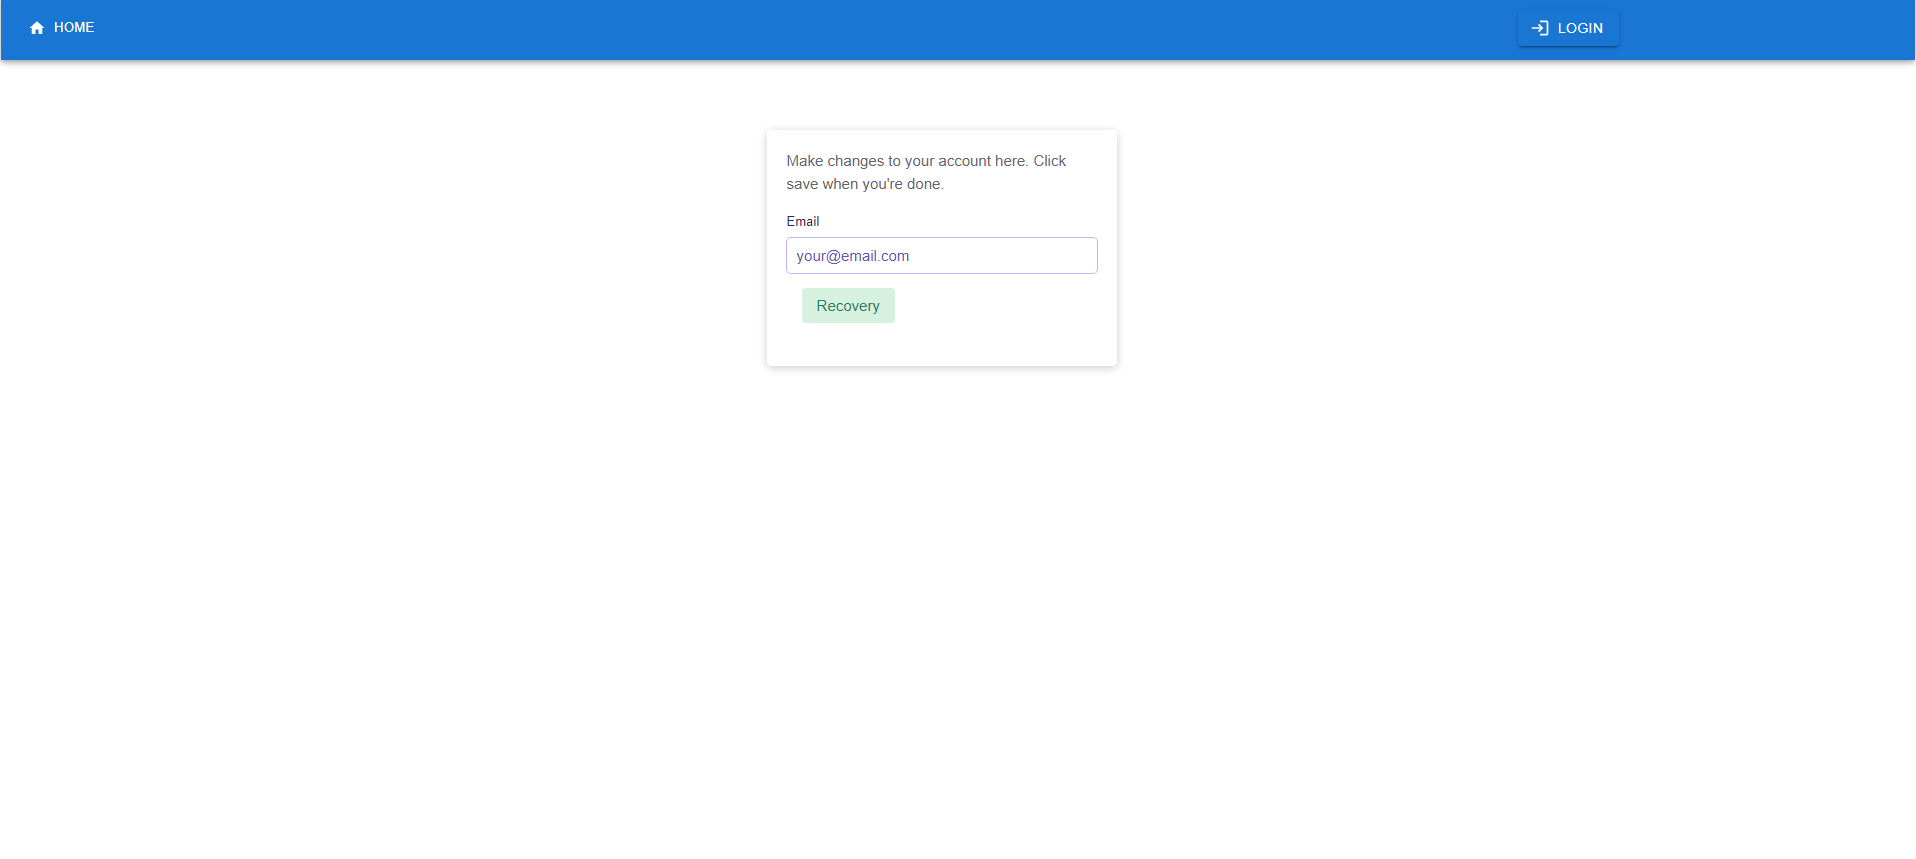 HOME
LOGIN
Make changes to your account here. Click
save when you're done.
Email
your@email.com
Recovery